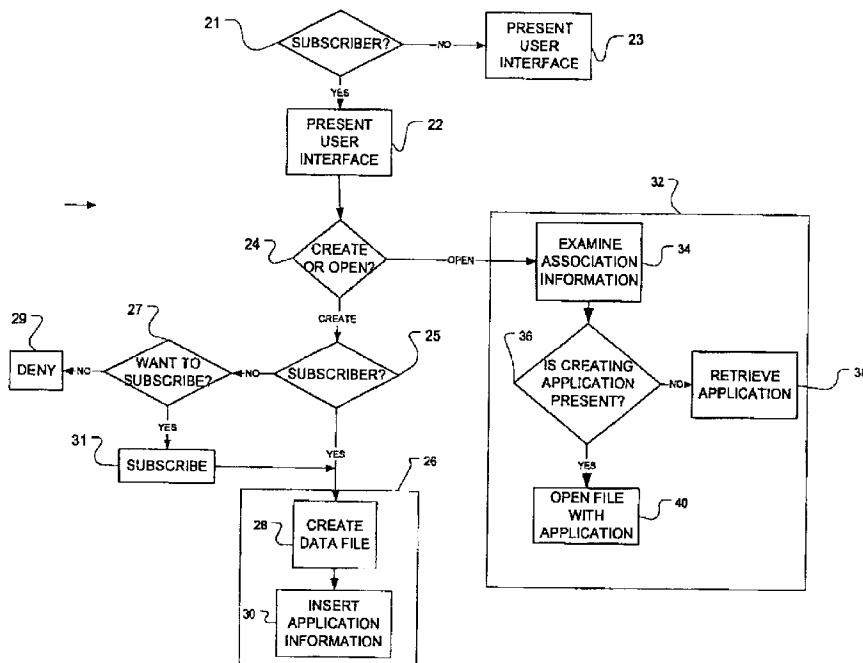 21
SUBSCRIBER?
NO
PRESENT
USER
INTERFACE
23
YES
PRESENT
USER
INTERFACE
22
24
CREATE
OR OPEN?
OPEN
32
EXAMINE
ASSOCIATION
INFORMATION
34
CREATE
29
DENY
NO
27
WANT TO
SUBSCRIBE?
NO
SUBSCRIBER?
25
36
IS CREATING
APPLICATION
PRESENT?
NO
RETRIEVE
APPLICATION
YES
31
SUBSCRIBE
YES
26
YES
OPEN FILE
WITH
APPLICATION
40
28
CREATE
DATA FILE
30
INSERT
APPLICATION
INFORMATION